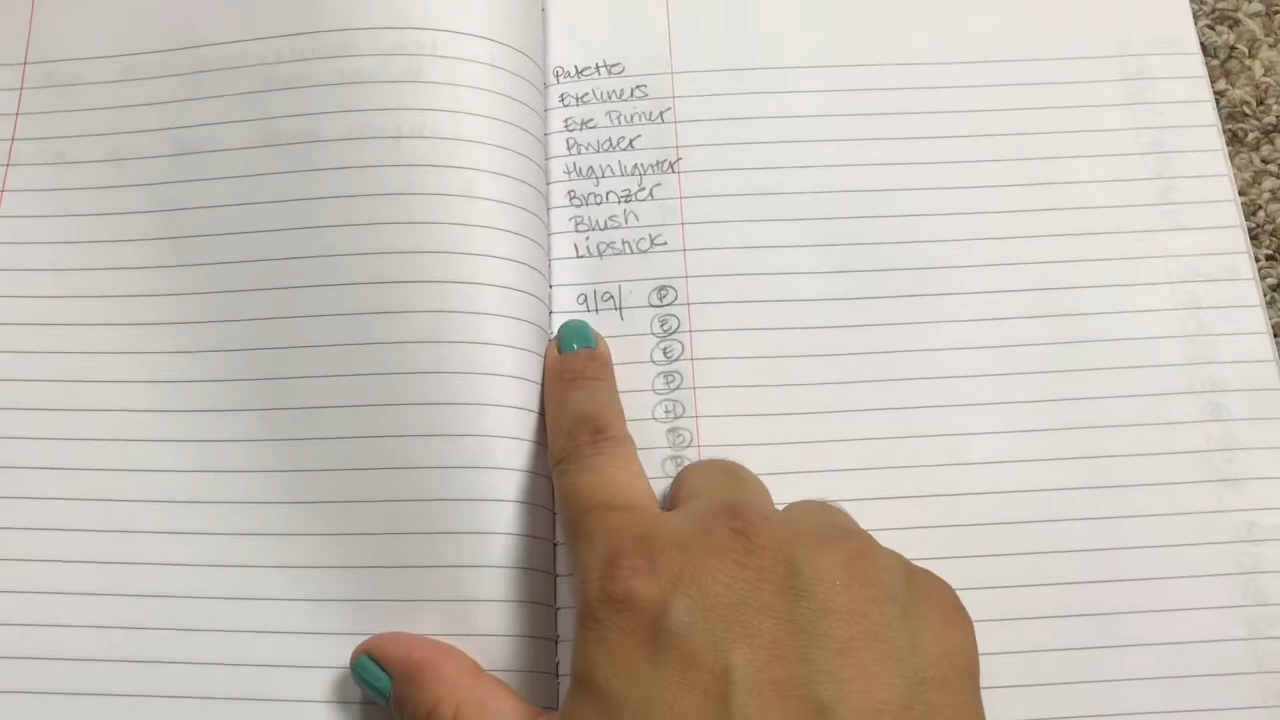 Palette
Eyeliners
Eye Primer
Powder
Highlighter
Bronzer
Blush
Lipstick
9/9/ P
E
E
P
H
B
B